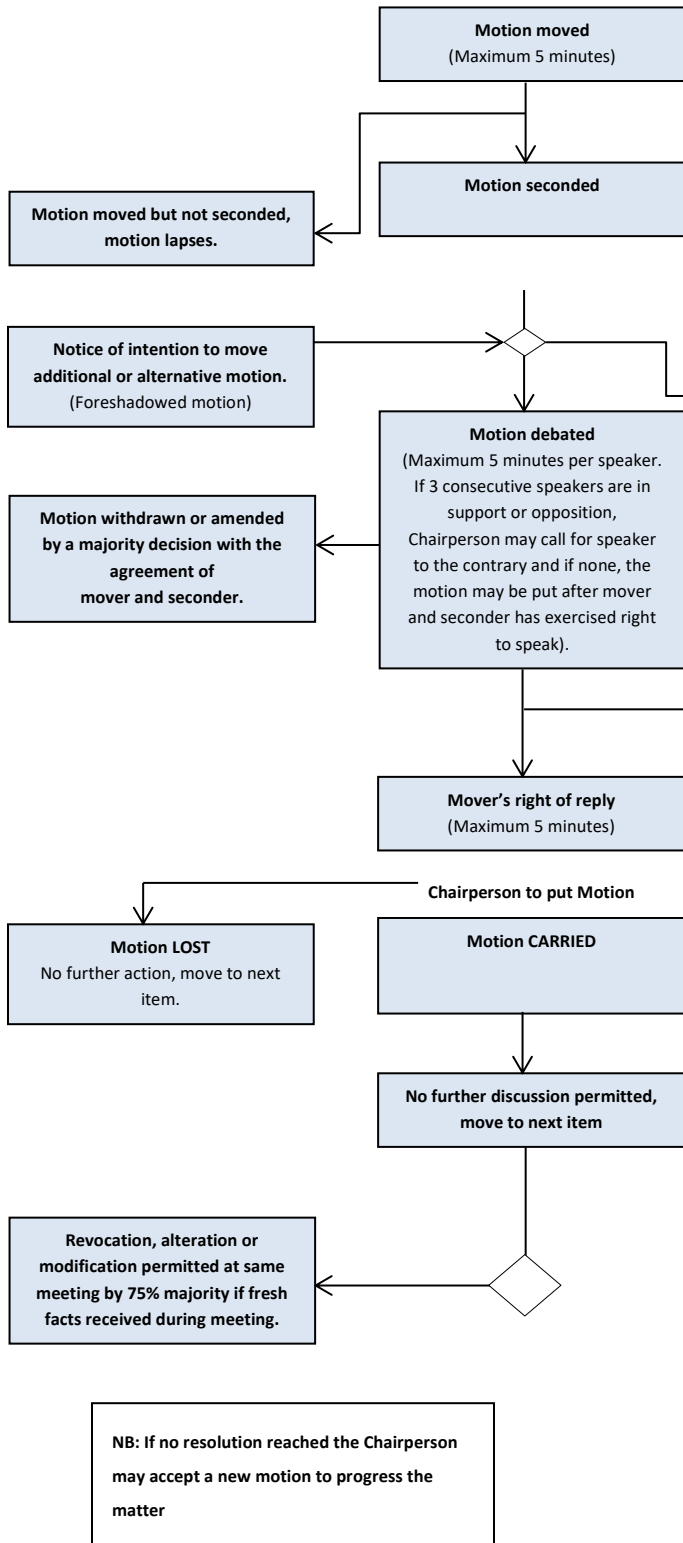 Motion moved
(Maximum 5 minutes)
Motion seconded
Motion moved but not seconded,
motion lapses.
Notice of intention to move
additional or alternative motion.
(Foreshadowed motion)
Motion debated
(Maximum 5 minutes per speaker.
If 3 consecutive speakers are in
support or opposition,
Chairperson may call for speaker
to the contrary and if none, the
motion may be put after mover
and seconder has exercised right
to speak).
Motion withdrawn or amended
by a majority decision with the
agreement of
mover and seconder.
Mover’s right of reply
(Maximum 5 minutes)
Chairperson to put Motion
Motion LOST
No further action, move to next
item.
Motion CARRIED
No further discussion permitted,
move to next item
Revocation, alteration or
modification permitted at same
meeting by 75% majority if fresh
facts received during meeting.
NB: If no resolution reached the Chairperson
may accept a new motion to progress the
matter